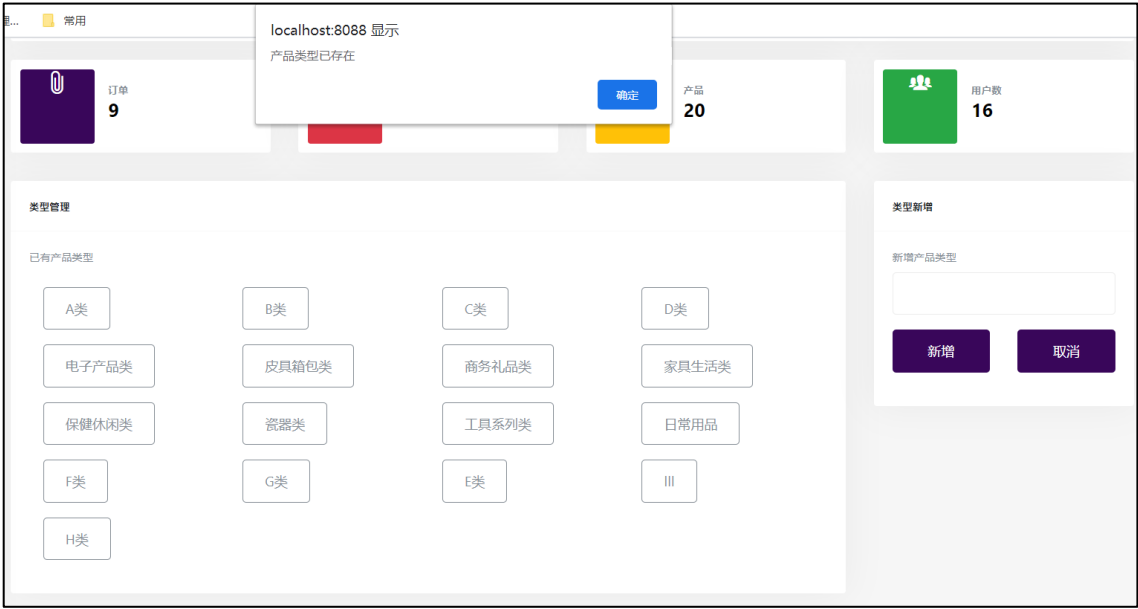 理...
常用
localhost:8088 显示
产品类型已存在
确定
订单
9
产品
20
用户数
16
类型管理
已有产品类型
A类
B类
C类
D类
电子产品类
皮具箱包类
商务礼品类
家具生活类
保健休闲类
瓷器类
工具系列类
日常用品
F类
G类
E类
III
H类
类型新增
新增产品类型
新增
取消